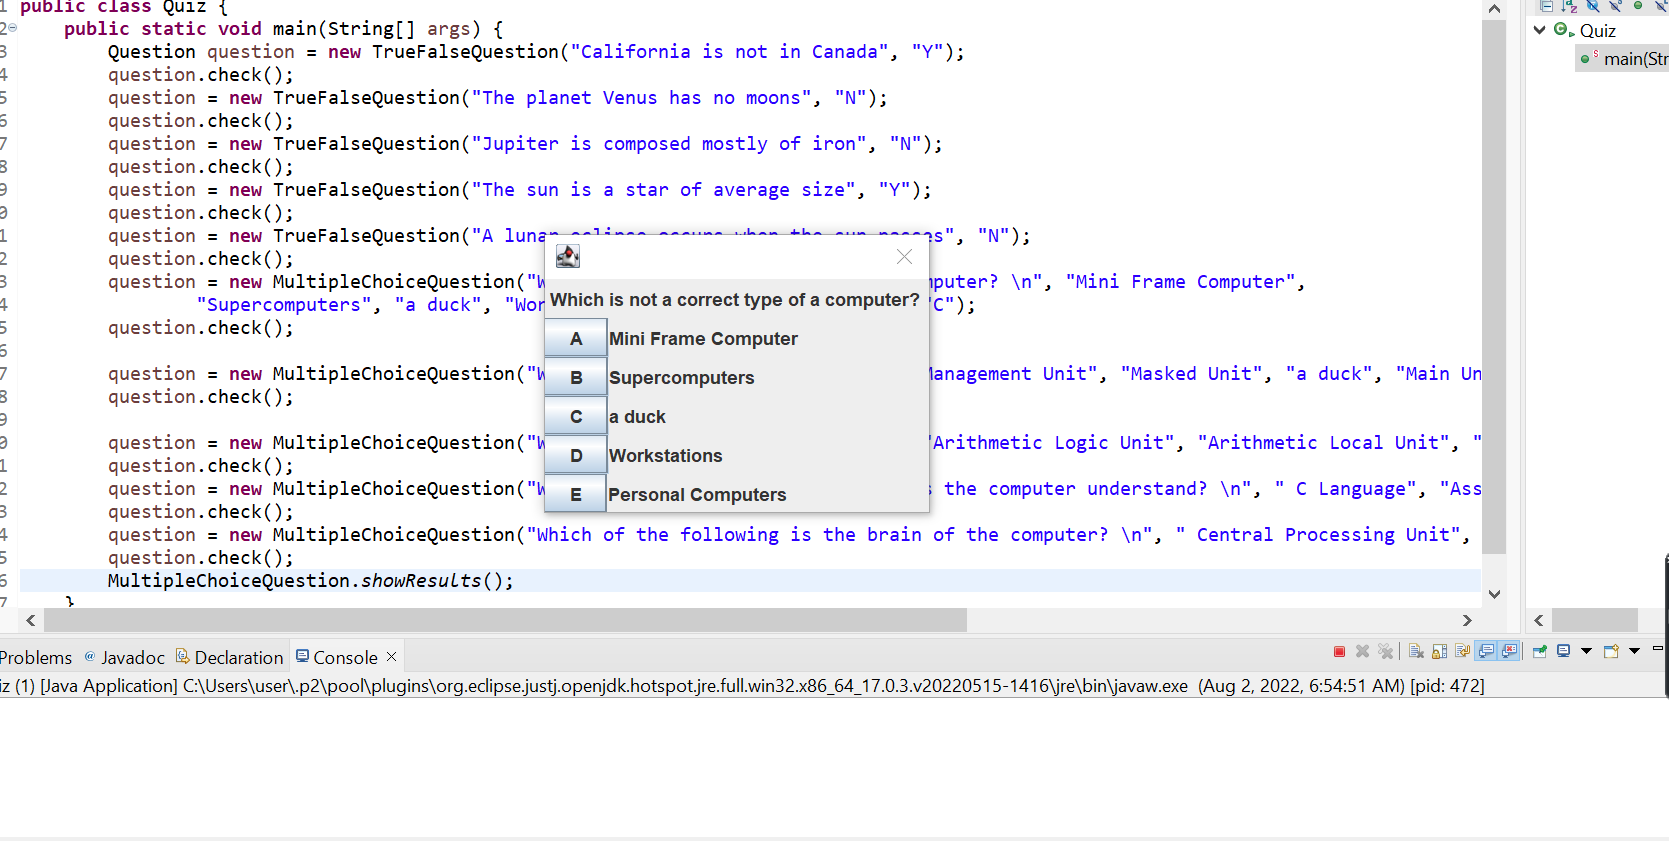 1 public class Quiz {
2 public static void main(String[] args) {
3 Question question = new TrueFalseQuestion("California is not in Canada", "Y");
4 question.check();
5 question = new TrueFalseQuestion("The planet Venus has no moons", "N");
6 question.check();
7 question = new TrueFalseQuestion("Jupiter is composed mostly of iron", "N");
8 question.check();
9 question = new TrueFalseQuestion("The sun is a star of average size", "Y");
0 question.check();
1 question = new TrueFalseQuestion("A lunar eclipse occurs when the sun passes", "N");
2 question.check();
3 question = new MultipleChoiceQuestion("W puter? \n", "Mini Frame Computer",
4 "Supercomputers", "a duck", "Wor "C");
5 question.check();
6
7 question = new MultipleChoiceQuestion("W Management Unit", "Masked Unit", "a duck", "Main Un
8 question.check();
9
0 question = new MultipleChoiceQuestion("W "Arithmetic Logic Unit", "Arithmetic Local Unit", "
1 question.check();
2 question = new MultipleChoiceQuestion("W s the computer understand? \n", " C Language", "Ass
3 question.check();
4 question = new MultipleChoiceQuestion("Which of the following is the brain of the computer? \n", " Central Processing Unit",
5 question.check();
6 MultipleChoiceQuestion.showResults();
7 }
Which is not a correct type of a computer?
A Mini Frame Computer
B Supercomputers
C a duck
D Workstations
E Personal Computers
Quiz
main(Str
Problems @ Javadoc Declaration Console
iz (1) [Java Application] C:\Users\user\.p2\pool\plugins\org.eclipse.justj.openjdk.hotspot.jre.full.win32.x86_64_17.0.3.v20220515-1416\jre\bin\javaw.exe (Aug 2, 2022, 6:54:51 AM) [pid: 472]